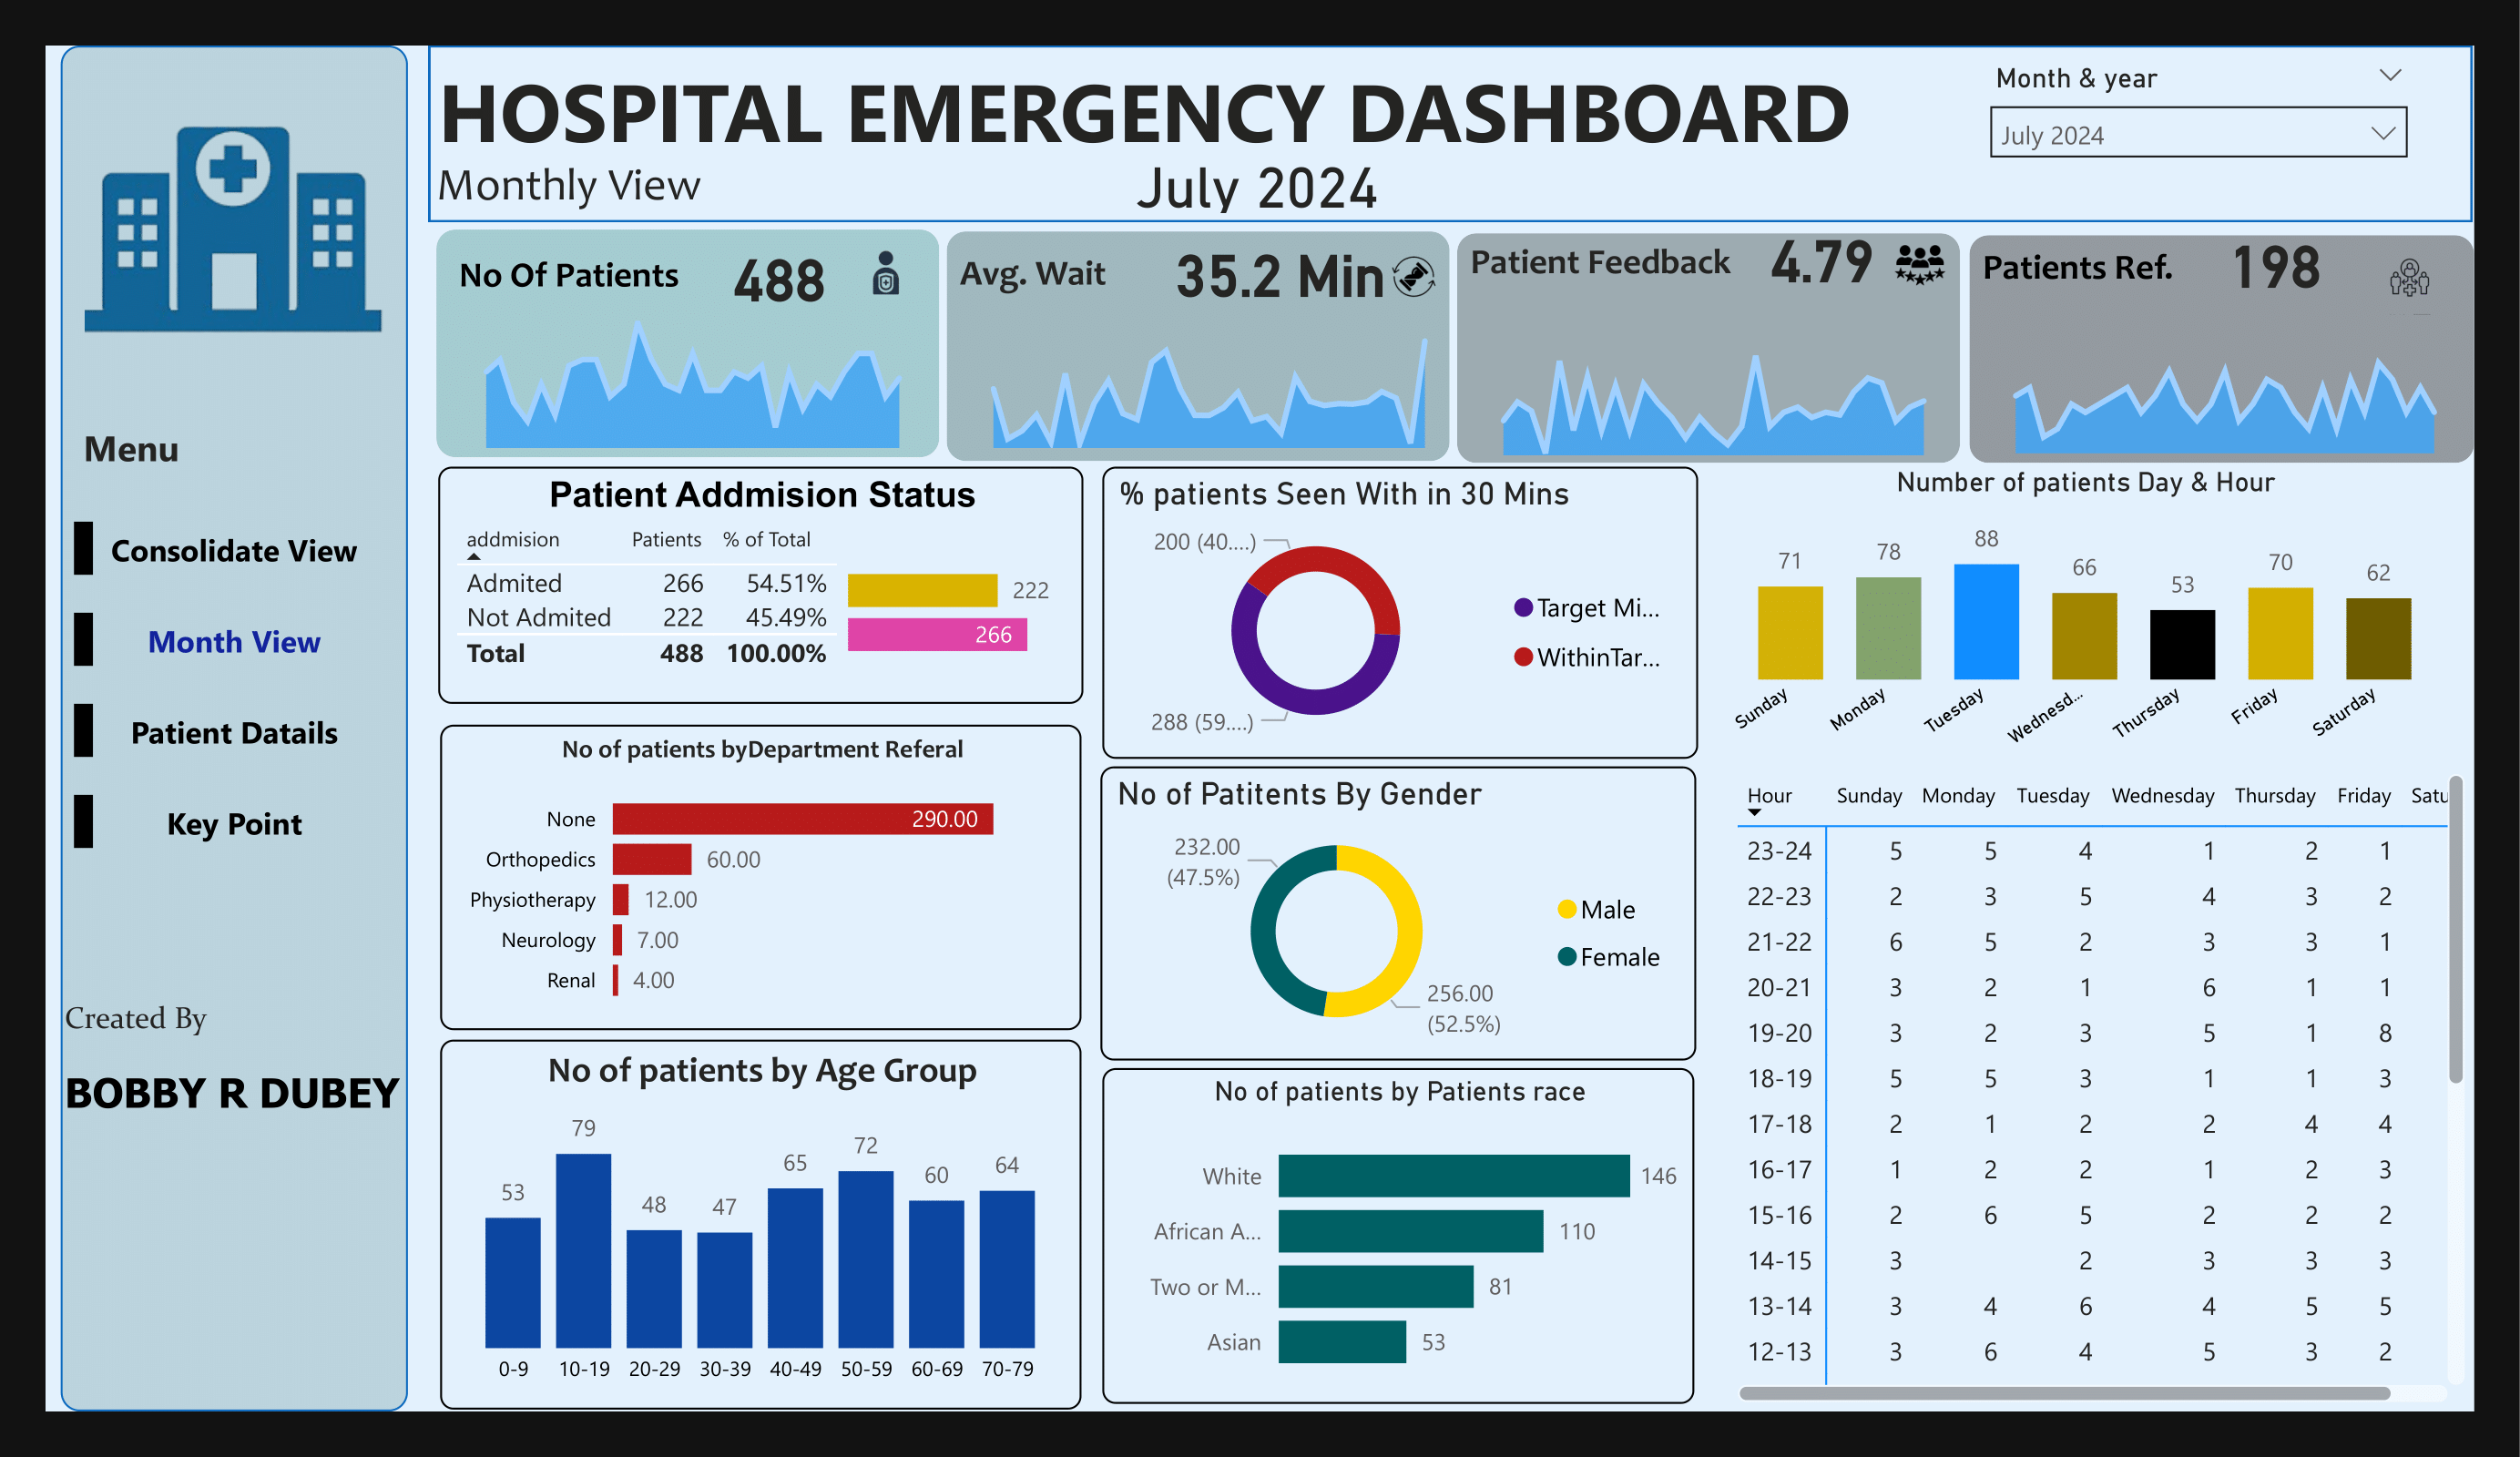 HOSPITAL EMERGENCY DASHBOARD
Monthly View
July 2024
Month & year
July 2024
Menu
Consolidate View
Month View
Patient Datails
Key Point
Created By
BOBBY R DUBEY
No Of Patients 488
Avg. Wait 35.2 Min
Patient Feedback 4.79
Patients Ref. 198
Patient Addmision Status
addmision Patients % of Total
Admited 266 54.51%
Not Admited 222 45.49%
Total 488 100.00%
222
266
No of patients byDepartment Referal
None 290.00
Orthopedics 60.00
Physiotherapy 12.00
Neurology 7.00
Renal 4.00
No of patients by Age Group
53 79 48 47 65 72 60 64
0-9 10-19 20-29 30-39 40-49 50-59 60-69 70-79
% patients Seen With in 30 Mins
200 (40....)
288 (59....)
Target Mi...
WithinTar...
No of Patitents By Gender
232.00
(47.5%)
256.00
(52.5%)
Male
Female
No of patients by Patients race
White 146
African A... 110
Two or M... 81
Asian 53
Number of patients Day & Hour
71 78 88 66 53 70 62
Sunday Monday Tuesday Wednesd... Thursday Friday Saturday
Hour Sunday Monday Tuesday Wednesday Thursday Friday Satu
23-24 5 5 4 1 2 1
22-23 2 3 5 4 3 2
21-22 6 5 2 3 3 1
20-21 3 2 1 6 1 1
19-20 3 2 3 5 1 8
18-19 5 5 3 1 1 3
17-18 2 1 2 2 4 4
16-17 1 2 2 1 2 3
15-16 2 6 5 2 2 2
14-15 3 2 3 3 3
13-14 3 4 6 4 5 5
12-13 3 6 4 5 3 2